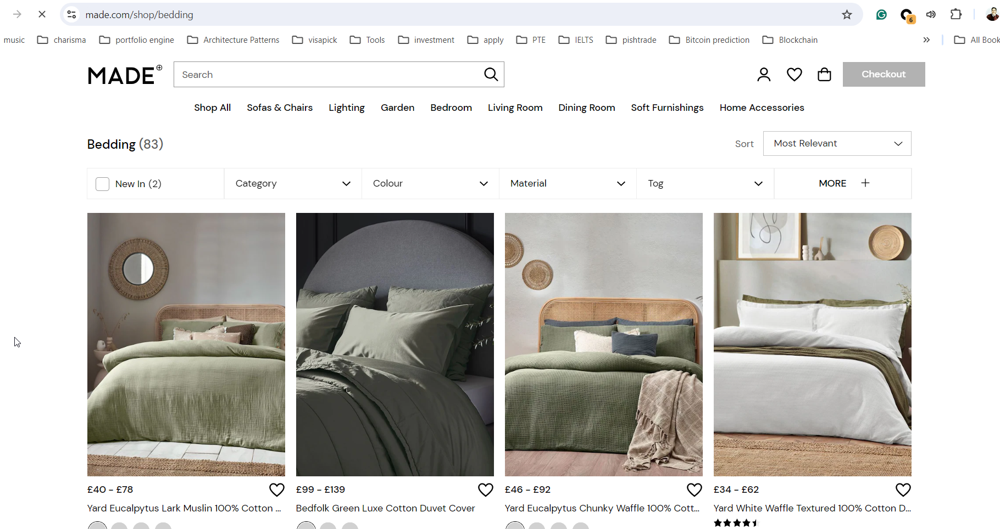 made.com/shop/bedding
6
music charisma portfolio engine Architecture Patterns visapick Tools investment apply PTE IELTS pishtrade Bitcoin prediction Blockchain All Book
MADE
Search
Checkout
Shop All Sofas & Chairs Lighting Garden Bedroom Living Room Dining Room Soft Furnishings Home Accessories
Bedding (83)
Sort Most Relevant
New In (2) Category Colour Material Tog MORE +
£40 - £78 £99 - £139 £46 - £92 £34 - £62
Yard Eucalpytus Lark Muslin 100% Cotton ... Bedfolk Green Luxe Cotton Duvet Cover Yard Eucalpytus Chunky Waffle 100% Cott... Yard White Waffle Textured 100% Cotton D...